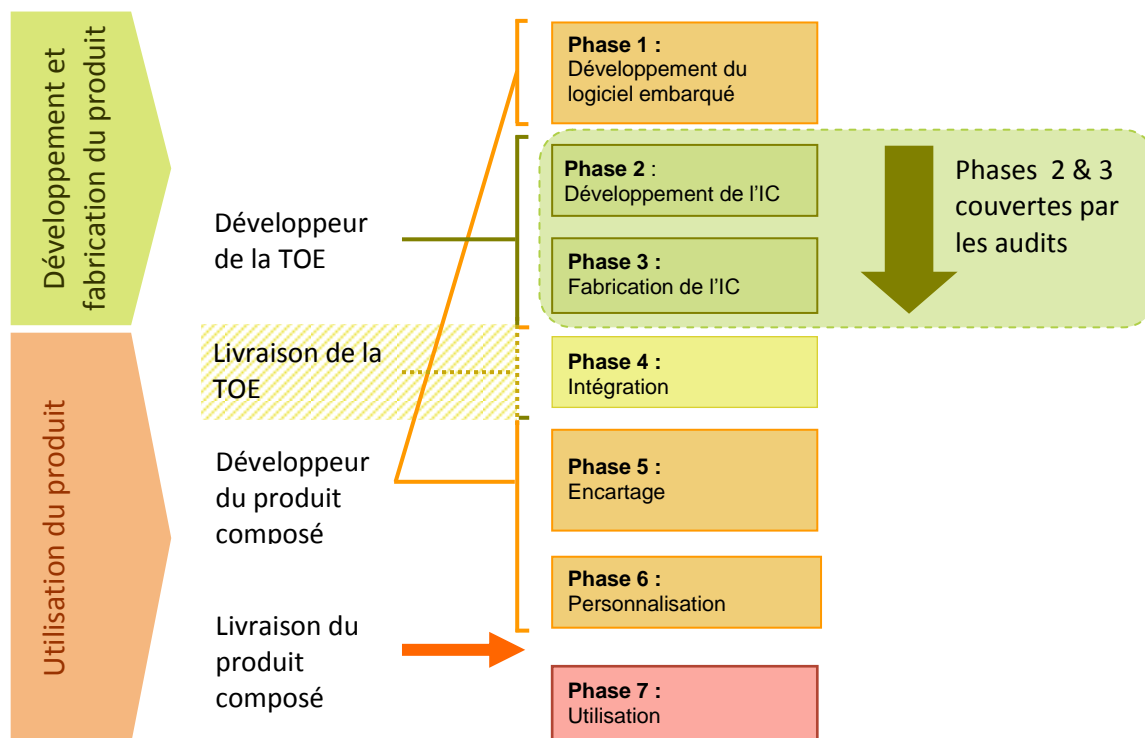 Développement et
fabrication du produit
Utilisation du produit
Développeur
de la TOE
Livraison de la
TOE
Développeur
du produit
composé
Livraison du
produit
composé
Phase 1 :
Développement du
logiciel embarqué
Phase 2 :
Développement de l'IC
Phase 3 :
Fabrication de l'IC
Phases 2 & 3
couvertes par
les audits
Phase 4 :
Intégration
Phase 5 :
Encartage
Phase 6 :
Personnalisation
Phase 7 :
Utilisation